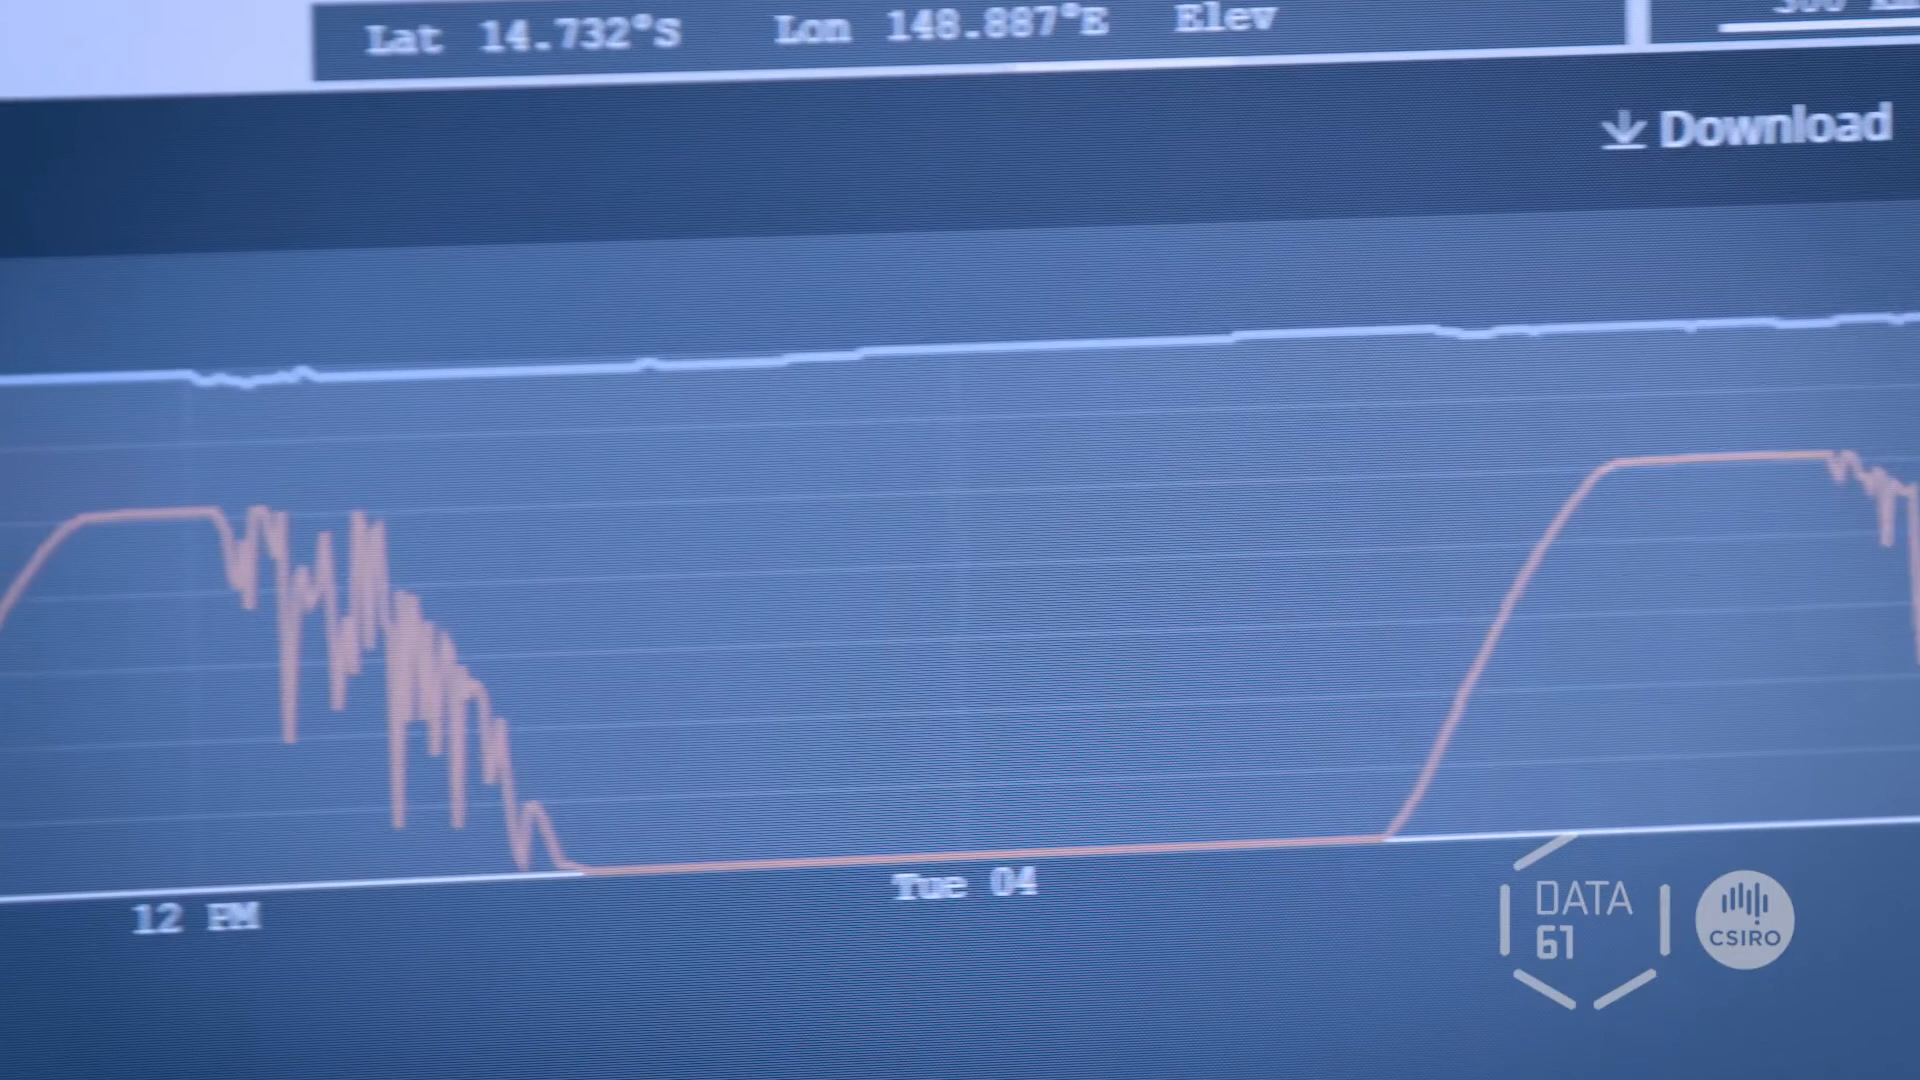 Lat 14.732°S Lon 148.887°E Elev
Download
12 PM
Tue 04
DATA
61
CSIRO